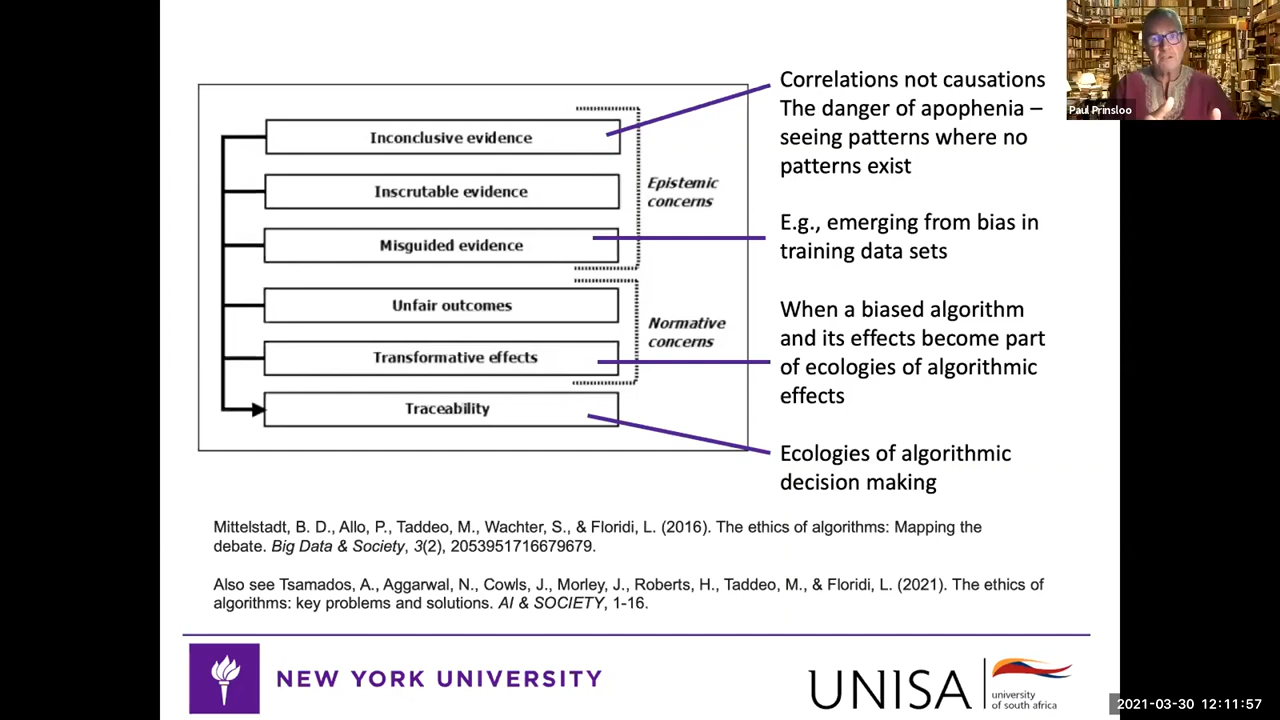 Inconclusive evidence
Inscrutable evidence
Misguided evidence
Unfair outcomes
Transformative effects
Traceability
Epistemic
concerns
Normative
concerns
Correlations not causations
The danger of apophenia –
seeing patterns where no
patterns exist
E.g., emerging from bias in
training data sets
When a biased algorithm
and its effects become part
of ecologies of algorithmic
effects
Ecologies of algorithmic
decision making
Mittelstadt, B. D., Allo, P., Taddeo, M., Wachter, S., & Floridi, L. (2016). The ethics of algorithms: Mapping the
debate. Big Data & Society, 3(2), 2053951716679679.
Also see Tsamados, A., Aggarwal, N., Cowls, J., Morley, J., Roberts, H., Taddeo, M., & Floridi, L. (2021). The ethics of
algorithms: key problems and solutions. AI & SOCIETY, 1-16.
NEW YORK UNIVERSITY
UNISA
university
of south africa
Paul Prinsloo
2021-03-30 12:11:57